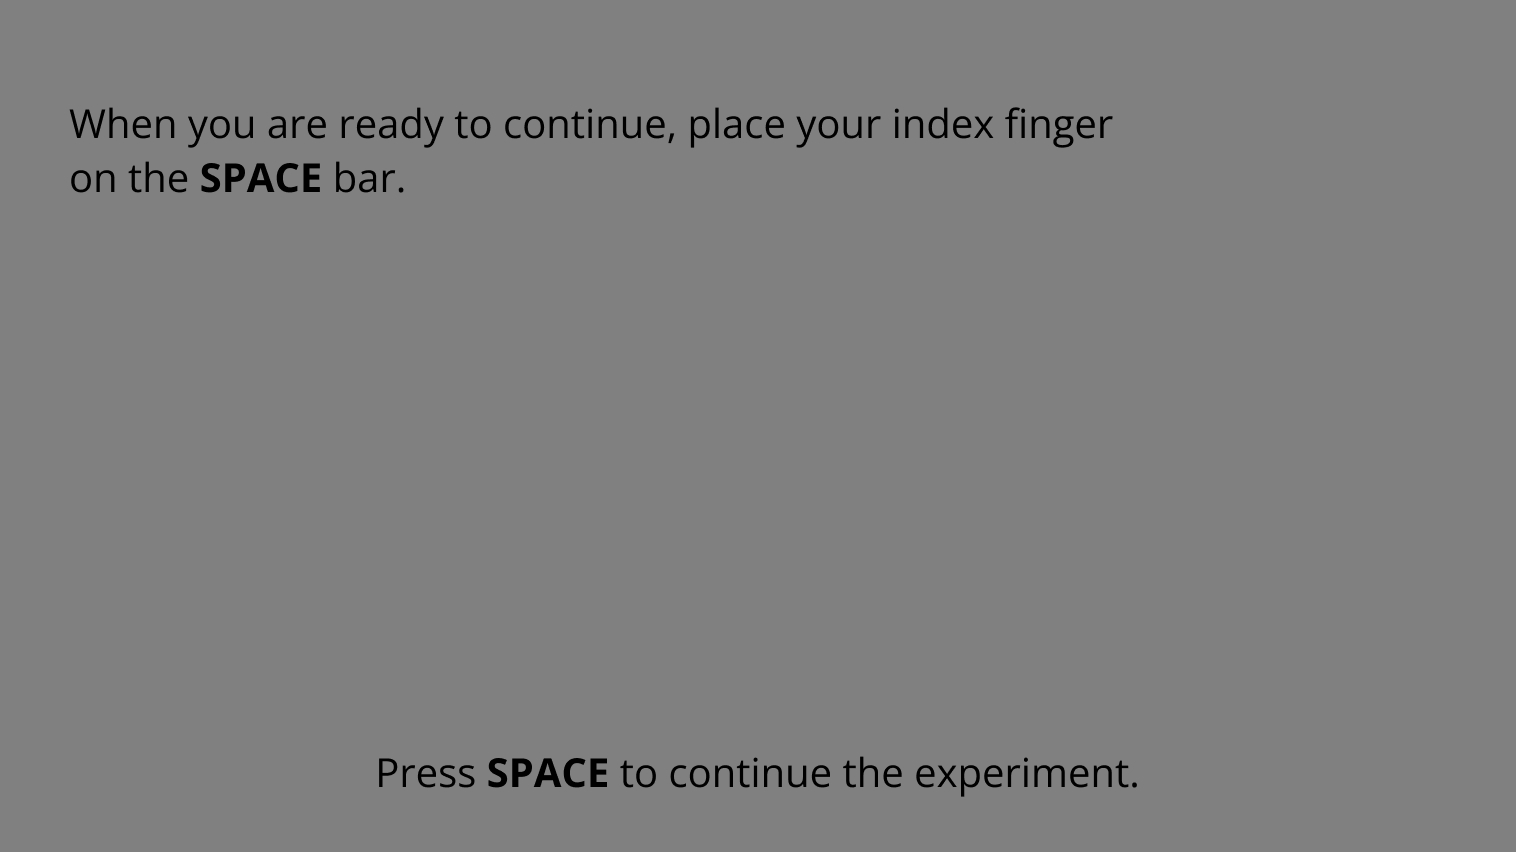 When you are ready to continue, place your index finger
on the SPACE bar.
Press SPACE to continue the experiment.